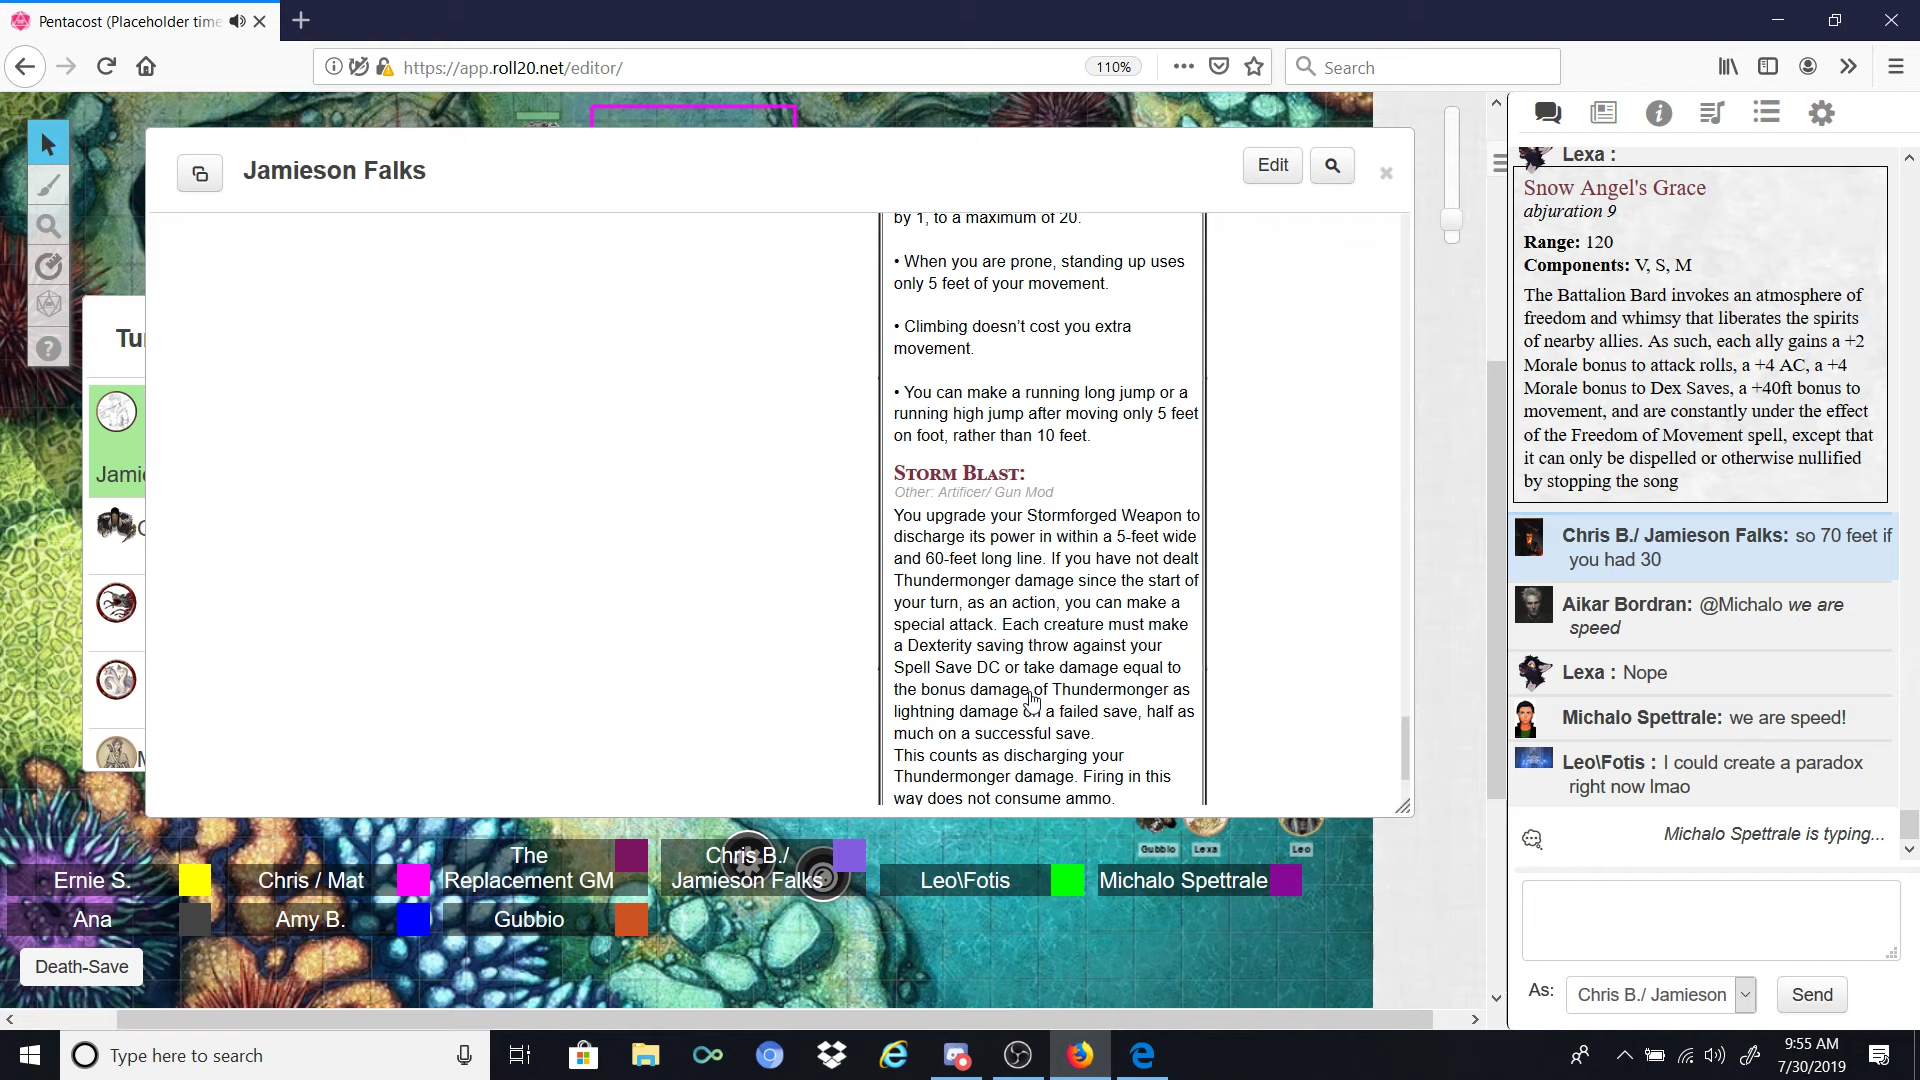 Pentacost (Placeholder time
https://app.roll20.net/editor/
110%
Search
Jamieson Falks
Edit
Tu
Jamie
by 1, to a maximum of 20.
• When you are prone, standing up uses
only 5 feet of your movement.
• Climbing doesn't cost you extra
movement.
• You can make a running long jump or a
running high jump after moving only 5 feet
on foot, rather than 10 feet.
STORM BLAST:
Other: Artificer/ Gun Mod
You upgrade your Stormforged Weapon to
discharge its power in within a 5-feet wide
and 60-feet long line. If you have not dealt
Thundermonger damage since the start of
your turn, as an action, you can make a
special attack. Each creature must make
a Dexterity saving throw against your
Spell Save DC or take damage equal to
the bonus damage of Thundermonger as
lightning damage on a failed save, half as
much on a successful save.
This counts as discharging your
Thundermonger damage. Firing in this
way does not consume ammo.
Lexa :
Snow Angel's Grace
abjuration 9
Range: 120
Components: V, S, M
The Battalion Bard invokes an atmosphere of
freedom and whimsy that liberates the spirits
of nearby allies. As such, each ally gains a +2
Morale bonus to attack rolls, a +4 AC, a +4
Morale bonus to Dex Saves, a +40ft bonus to
movement, and are constantly under the effect
of the Freedom of Movement spell, except that
it can only be dispelled or otherwise nullified
by stopping the song
Chris B./ Jamieson Falks: so 70 feet if
you had 30
Aikar Bordran: @Michalo we are
speed
Lexa : Nope
Michalo Spettrale: we are speed!
Leo\Fotis : I could create a paradox
right now lmao
Michalo Spettrale is typing...
As:
Chris B./ Jamieson
Send
Gubbio
Lexa
Leo
Ernie S.
Chris / Mat
The
Replacement GM
Chris B./
Jamieson Falks
Leo\Fotis
Michalo Spettrale
Ana
Amy B.
Gubbio
Death-Save
Type here to search
9:55 AM
7/30/2019